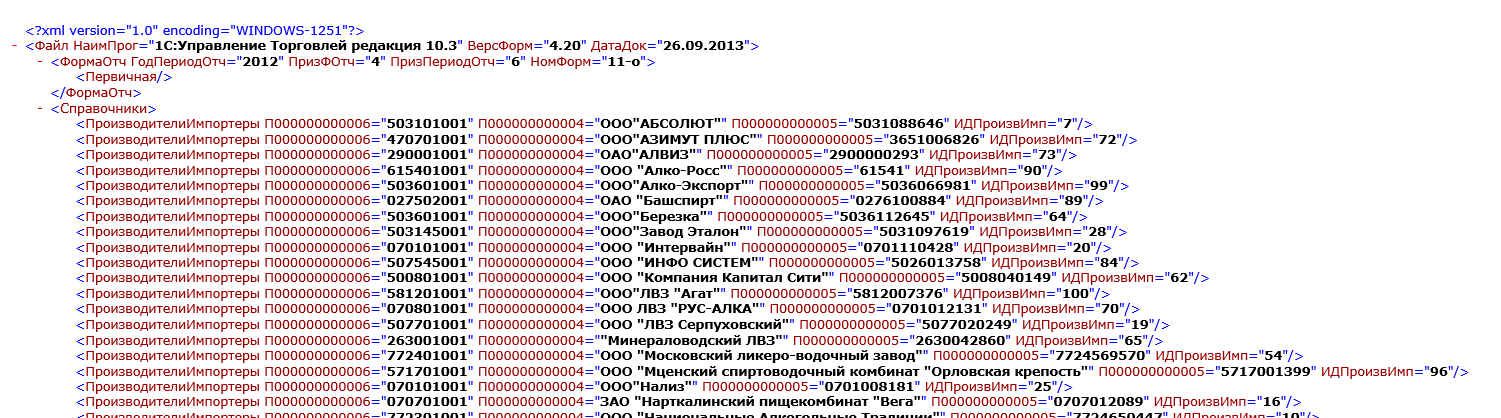 <?xml version="1.0" encoding="WINDOWS-1251"?>
- <Файл НаимПрог="1С:Управление Торговлей редакция 10.3" ВерсФорм="4.20" ДатаДок="26.09.2013">
- <ФормаОтч ГодПериодОтч="2012" ПризФОтч="4" ПризПериодОтч="6" НомФорм="11-о">
<Первичная/>
</ФормаОтч>
- <Справочники>
<ПроизводителиИмпортеры П000000000006="503101001" П000000000004="ООО"АБСОЛЮТ"" П000000000005="5031088646" ИДПроизвИмп="7"/>
<ПроизводителиИмпортеры П000000000006="470701001" П000000000004="ООО"АЗИМУТ ПЛЮС"" П000000000005="3651006826" ИДПроизвИмп="72"/>
<ПроизводителиИмпортеры П000000000006="290001001" П000000000004="ОАО"АЛВИЗ"" П000000000005="2900000293" ИДПроизвИмп="73"/>
<ПроизводителиИмпортеры П000000000006="615401001" П000000000004="ООО "Алко-Росс"" П000000000005="61541" ИДПроизвИмп="90"/>
<ПроизводителиИмпортеры П000000000006="503601001" П000000000004="ООО"Алко-Экспорт"" П000000000005="5036066981" ИДПроизвИмп="99"/>
<ПроизводителиИмпортеры П000000000006="027502001" П000000000004="ОАО "Башспирт"" П000000000005="0276100884" ИДПроизвИмп="89"/>
<ПроизводителиИмпортеры П000000000006="503601001" П000000000004="ООО"Березка"" П000000000005="5036112645" ИДПроизвИмп="64"/>
<ПроизводителиИмпортеры П000000000006="503145001" П000000000004="ООО"Завод Эталон"" П000000000005="5031097619" ИДПроизвИмп="28"/>
<ПроизводителиИмпортеры П000000000006="070101001" П000000000004="ООО "Интервайн"" П000000000005="0701110428" ИДПроизвИмп="20"/>
<ПроизводителиИмпортеры П000000000006="507545001" П000000000004="ООО "ИНФО СИСТЕМ"" П000000000005="5026013758" ИДПроизвИмп="84"/>
<ПроизводителиИмпортеры П000000000006="500801001" П000000000004="ООО "Компания Капитал Сити"" П000000000005="5008040149" ИДПроизвИмп="62"/>
<ПроизводителиИмпортеры П000000000006="581201001" П000000000004="ООО"ЛВЗ "Агат"" П000000000005="5812007376" ИДПроизвИмп="100"/>
<ПроизводителиИмпортеры П000000000006="070801001" П000000000004="ООО ЛВЗ "РУС-АЛКА"" П000000000005="0701012131" ИДПроизвИмп="70"/>
<ПроизводителиИмпортеры П000000000006="507701001" П000000000004="ООО "ЛВЗ Серпуховский"" П000000000005="5077020249" ИДПроизвИмп="19"/>
<ПроизводителиИмпортеры П000000000006="263001001" П000000000004=""Минераловодский ЛВЗ"" П000000000005="2630042860" ИДПроизвИмп="65"/>
<ПроизводителиИмпортеры П000000000006="772401001" П000000000004="ООО "Московский ликеро-водочный завод"" П000000000005="7724569570" ИДПроизвИмп="54"/>
<ПроизводителиИмпортеры П000000000006="571701001" П000000000004="ООО "Мценский спиртоводочный комбинат "Орловская крепость"" П000000000005="5717001399" ИДПроизвИмп="96"/>
<ПроизводителиИмпортеры П000000000006="070101001" П000000000004="ООО"Нализ"" П000000000005="0701008181" ИДПроизвИмп="25"/>
<ПроизводителиИмпортеры П000000000006="070701001" П000000000004="ЗАО "Нарткалинский пищекомбинат "Вега"" П000000000005="0707012089" ИДПроизвИмп="16"/>
<ПроизводителиИмпортеры П000000000006="772301001" П000000000004="ООО "Национальные Алкогольные Традиции"" П000000000005="7724650447" ИДПроизвИмп="10"/>